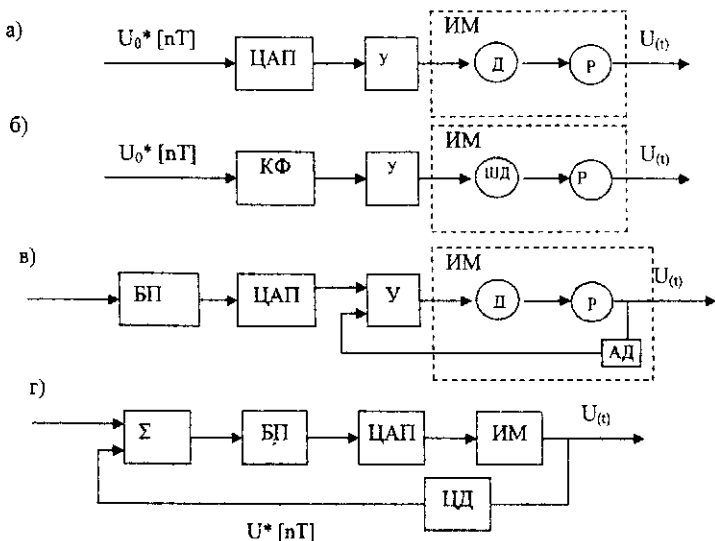 а)
U₀* [nT]
ЦАП
У
ИМ
Д
Р
U(t)
б)
U₀* [nT]
КФ
У
ИМ
ШД
Р
U(t)
в)
БП
ЦАП
У
ИМ
Д
Р
АД
U(t)
г)
Σ
БП
ЦАП
ИМ
U(t)
ЦД
U* [nT]